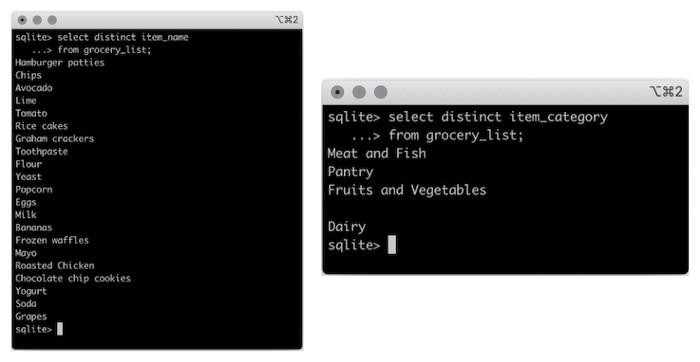 ⌥⌘2
sqlite> select distinct item_name
...> from grocery_list;
Hamburger patties
Chips
Avocado
Lime
Tomato
Rice cakes
Graham crackers
Toothpaste
Flour
Yeast
Popcorn
Eggs
Milk
Bananas
Frozen waffles
Mayo
Roasted Chicken
Chocolate chip cookies
Yogurt
Soda
Grapes
sqlite>
⌥⌘2
sqlite> select distinct item_category
...> from grocery_list;
Meat and Fish
Pantry
Fruits and Vegetables
Dairy
sqlite>